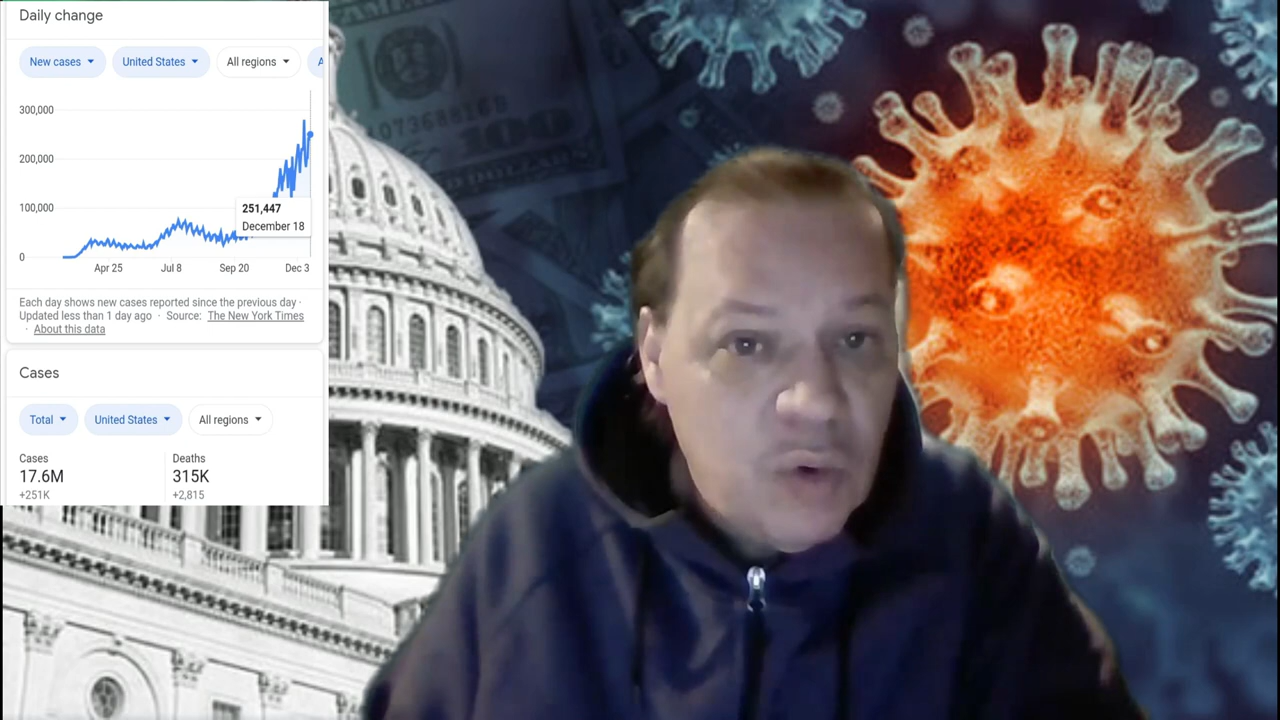 Daily change
New cases United States All regions A
300,000
200,000
100,000
0
251,447
December 18
Apr 25 Jul 8 Sep 20 Dec 3
Each day shows new cases reported since the previous day ·
Updated less than 1 day ago · Source: The New York Times
· About this data
Cases
Total United States All regions
Cases Deaths
17.6M 315K
+251K +2,815
100